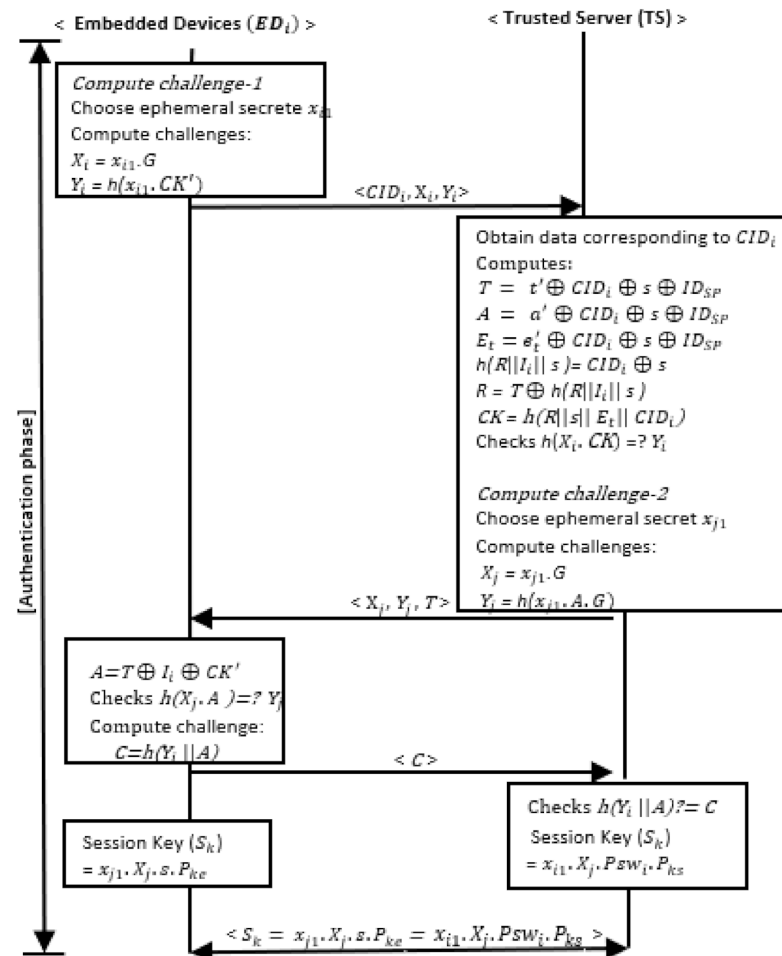 < Embedded Devices (EDᵢ) >
< Trusted Server (TS) >
Compute challenge-1
Choose ephemeral secrete xᵢ₁
Compute challenges:
Xᵢ = xᵢ₁.G
Yᵢ = h(xᵢ₁.CK′)
<CIDᵢ, Xᵢ, Yᵢ>
Obtain data corresponding to CIDᵢ
Computes:
T = t′ ⊕ CIDᵢ ⊕ s ⊕ ID_SP
A = a′ ⊕ CIDᵢ ⊕ s ⊕ ID_SP
Eₜ = e′ₜ ⊕ CIDᵢ ⊕ s ⊕ ID_SP
h(R||Iᵢ|| s)= CIDᵢ ⊕ s
R = T ⊕ h(R||Iᵢ|| s )
CK= h(R||s|| Eₜ|| CIDᵢ)
Checks h(Xᵢ. CK) =? Yᵢ
Compute challenge-2
Choose ephemeral secret xⱼ₁
Compute challenges:
Xⱼ = xⱼ₁.G
Yⱼ = h(xⱼ₁.A.G)
< Xⱼ, Yⱼ, T>
A=T ⊕ Iᵢ ⊕ CK′
Checks h(Xⱼ.A )=? Yⱼ
Compute challenge:
C=h(Yᵢ ||A)
< C >
Checks h(Yᵢ ||A)?= C
Session Key (Sₖ)
= xᵢ₁.Xⱼ.Pswᵢ.Pₖₛ
Session Key (Sₖ)
= xⱼ₁.Xⱼ.s.Pₖₑ
< Sₖ = xⱼ₁.Xⱼ.s.Pₖₑ = xᵢ₁.Xⱼ.Pswᵢ.Pₖₛ >
[Authentication phase]